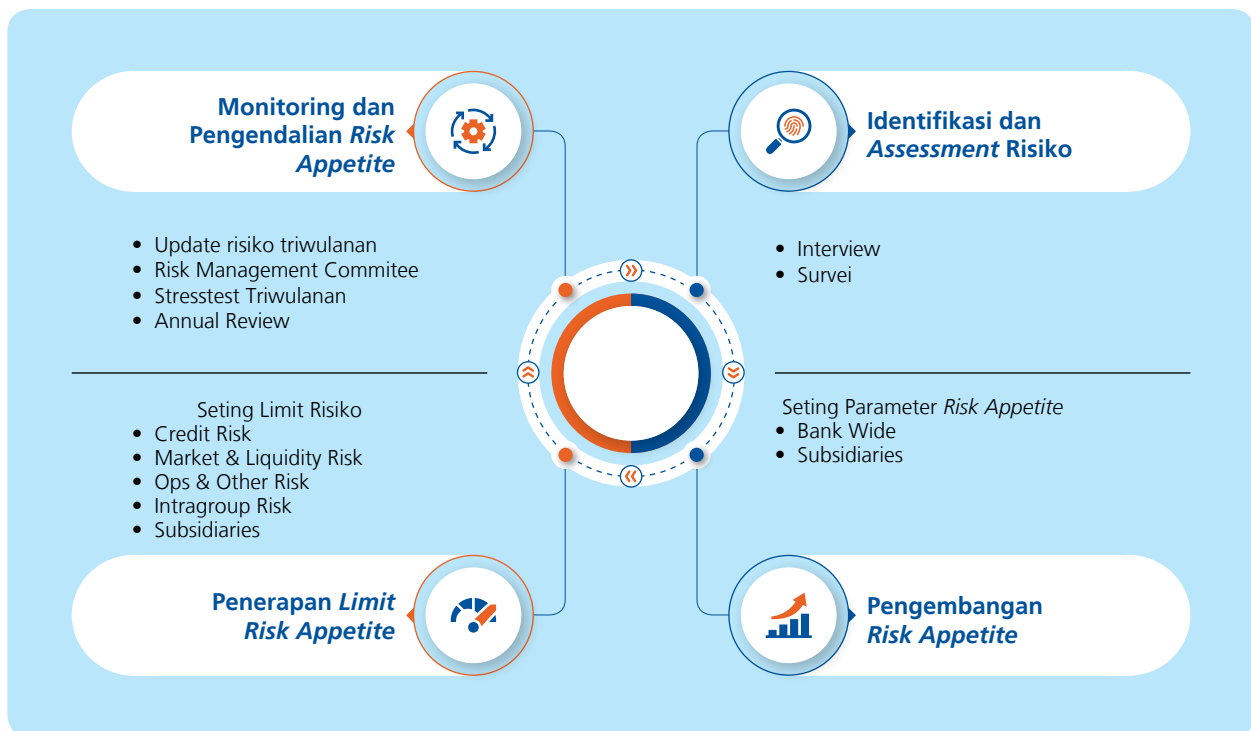 Monitoring dan
Pengendalian Risk
Appetite
Identifikasi dan
Assessment Risiko
• Update risiko triwulanan
• Risk Management Commitee
• Stresstest Triwulanan
• Annual Review
• Interview
• Survei
Seting Limit Risiko
• Credit Risk
• Market & Liquidity Risk
• Ops & Other Risk
• Intragroup Risk
• Subsidiaries
Seting Parameter Risk Appetite
• Bank Wide
• Subsidiaries
Penerapan Limit
Risk Appetite
Pengembangan
Risk Appetite